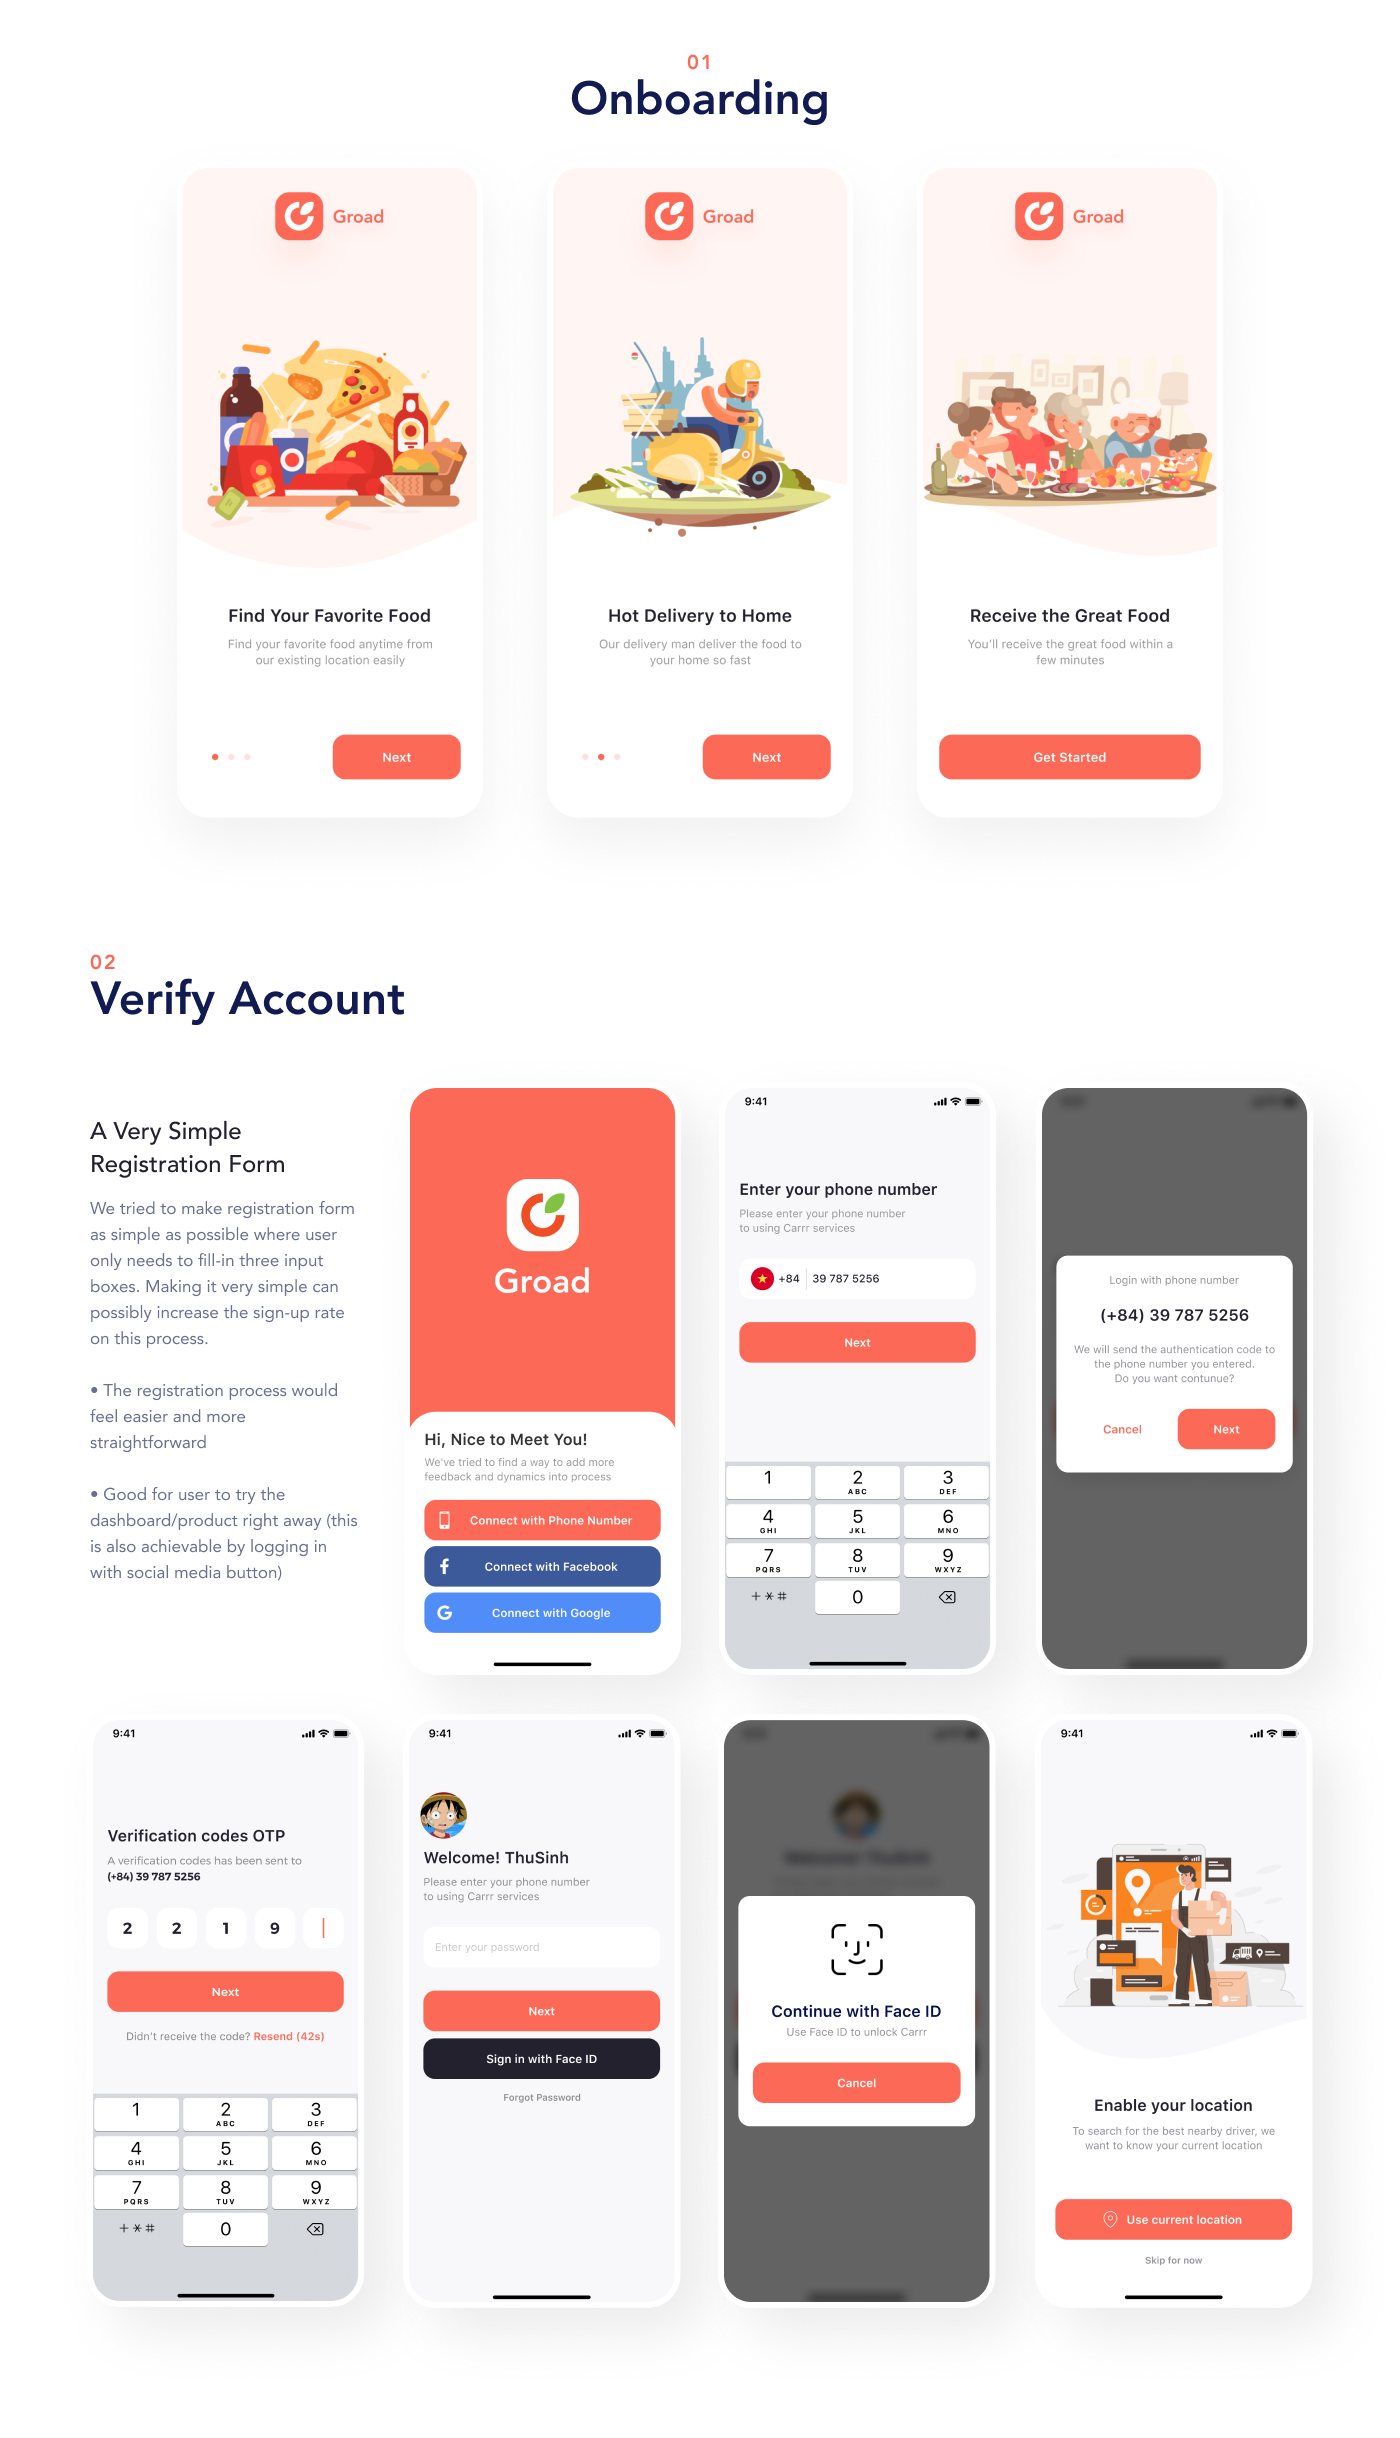 01
Onboarding
Groad
Find Your Favorite Food
Find your favorite food anytime from
our existing location easily
Next
Groad
Hot Delivery to Home
Our delivery man deliver the food to
your home so fast
Next
Groad
Receive the Great Food
You'll receive the great food within a
few minutes
Get Started
02
Verify Account
A Very Simple
Registration Form
We tried to make registration form
as simple as possible where user
only needs to fill-in three input
boxes. Making it very simple can
possibly increase the sign-up rate
on this process.
• The registration process would
feel easier and more
straightforward
• Good for user to try the
dashboard/product right away (this
is also achievable by logging in
with social media button)
Groad
Hi, Nice to Meet You!
We've tried to find a way to add more
feedback and dynamics into process
Connect with Phone Number
Connect with Facebook
Connect with Google
9:41
Enter your phone number
Please enter your phone number
to using Carrr services
+84 39 787 5256
Next
1 2 3
ABC DEF
4 5 6
GHI JKL MNO
7 8 9
PQRS TUV WXYZ
+ * # 0
Login with phone number
(+84) 39 787 5256
We will send the authentication code to
the phone number you entered.
Do you want contunue?
Cancel Next
9:41
Verification codes OTP
A verification codes has been sent to
(+84) 39 787 5256
2 2 1 9
Next
Didn't receive the code? Resend (42s)
1 2 3
ABC DEF
4 5 6
GHI JKL MNO
7 8 9
PQRS TUV WXYZ
+ * # 0
9:41
Welcome! ThuSinh
Please enter your phone number
to using Carrr services
Enter your password
Next
Sign in with Face ID
Forgot Password
Continue with Face ID
Use Face ID to unlock Carrr
Cancel
9:41
Enable your location
To search for the best nearby driver, we
want to know your current location
Use current location
Skip for now